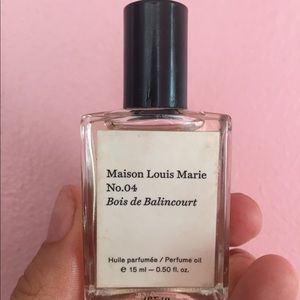 Maison Louis Marie
No.04
Bois de Balincourt
Huile parfumée / Perfume oil
℮ 15 ml — 0.50 fl. oz.